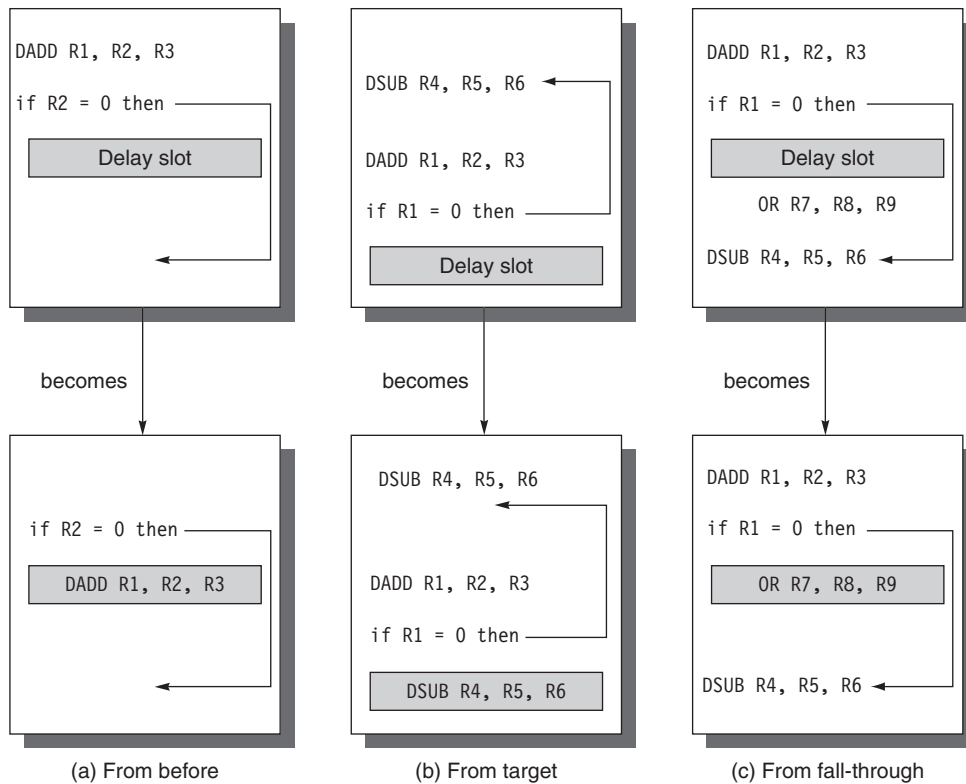 DADD R1, R2, R3
if R2 = 0 then
Delay slot
becomes
if R2 = 0 then
DADD R1, R2, R3
(a) From before
DSUB R4, R5, R6
DADD R1, R2, R3
if R1 = 0 then
Delay slot
becomes
DSUB R4, R5, R6
DADD R1, R2, R3
if R1 = 0 then
DSUB R4, R5, R6
(b) From target
DADD R1, R2, R3
if R1 = 0 then
Delay slot
OR R7, R8, R9
DSUB R4, R5, R6
becomes
DADD R1, R2, R3
if R1 = 0 then
OR R7, R8, R9
DSUB R4, R5, R6
(c) From fall-through